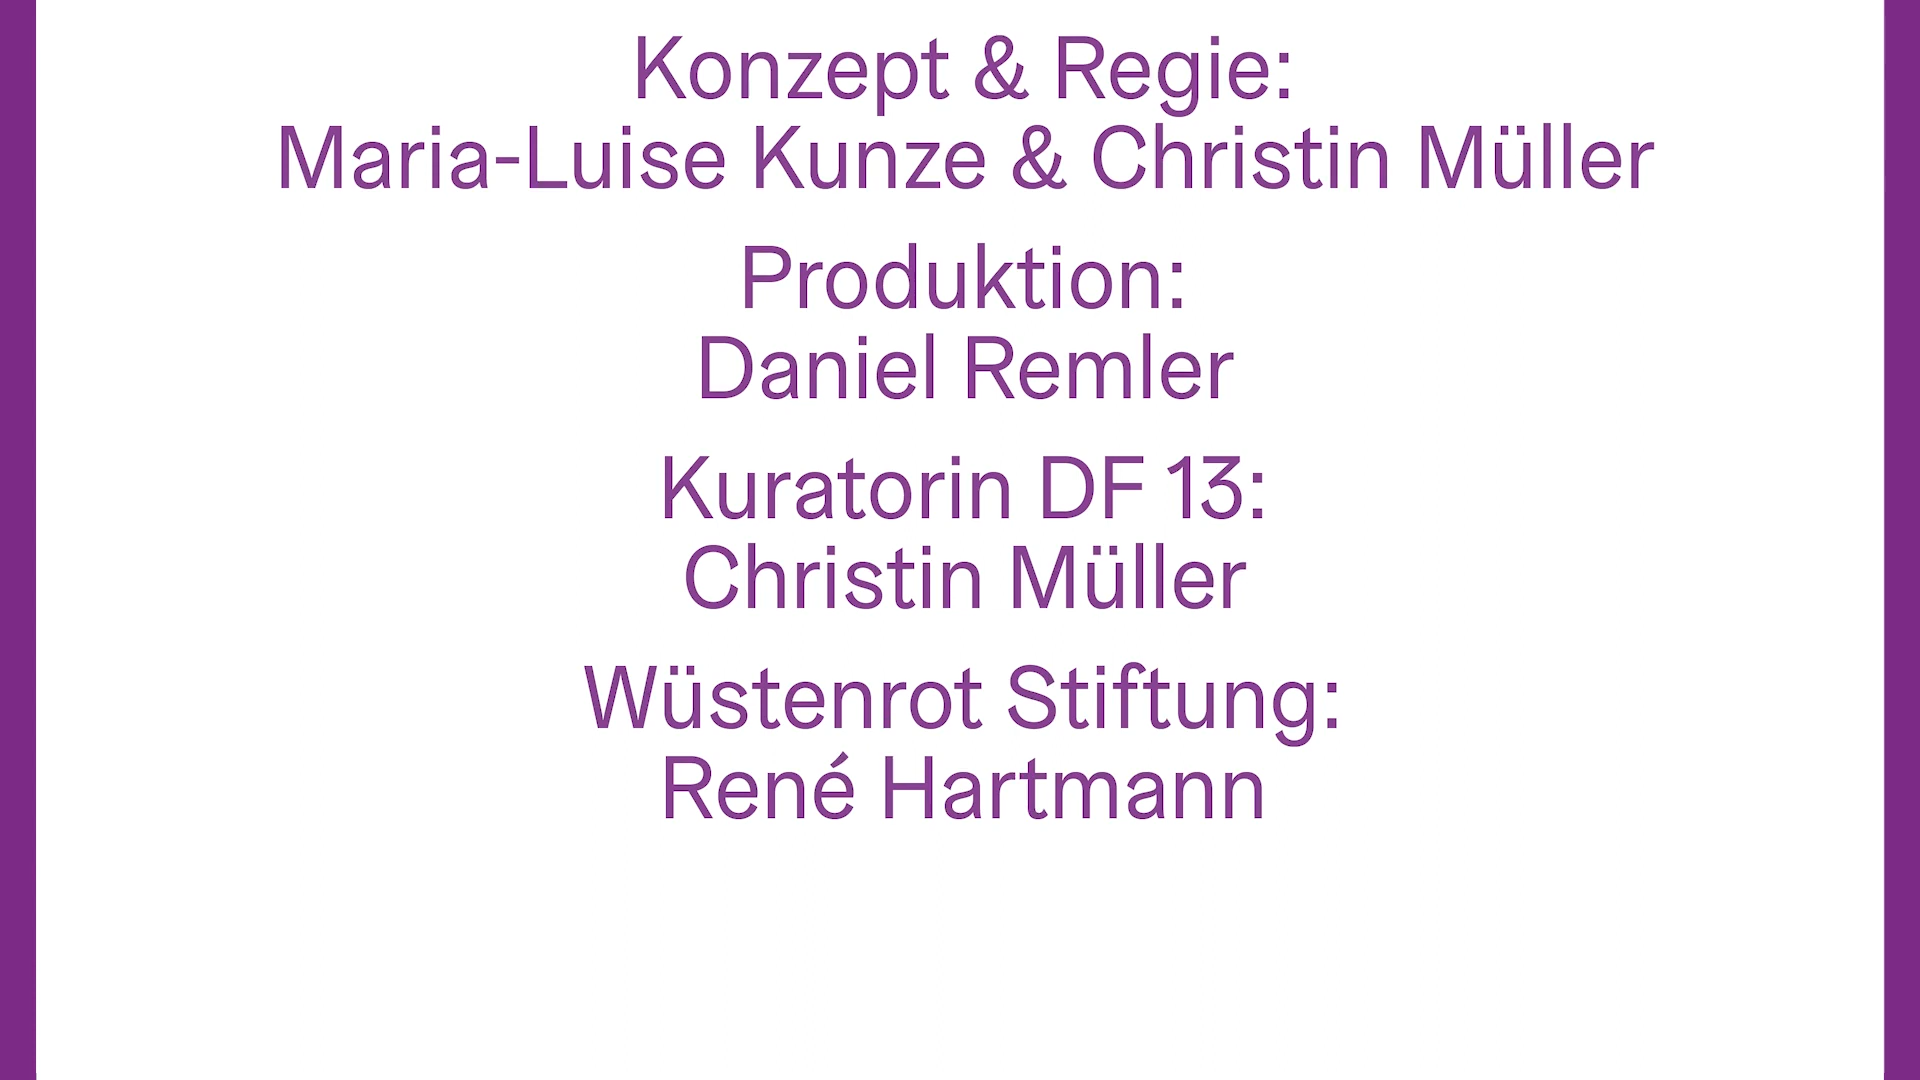 Konzept & Regie:
Maria-Luise Kunze & Christin Müller
Produktion:
Daniel Remler
Kuratorin DF 13:
Christin Müller
Wüstenrot Stiftung:
René Hartmann